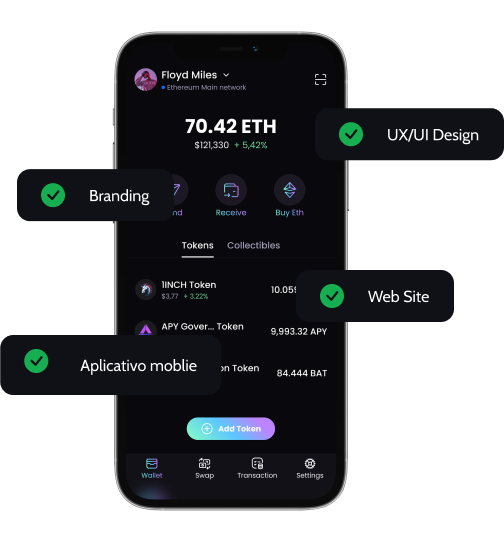 Floyd Miles
Ethereum Main network
70.42 ETH
$121,330 + 5,42%
UX/UI Design
Branding
Receive
Buy Eth
Tokens Collectibles
1INCH Token
$3,77 + 3.22%
10.059
Web Site
APY Gover... Token
9,993.32 APY
Aplicativo moblie
on Token
84.444 BAT
Add Token
Wallet Swap Transaction Settings